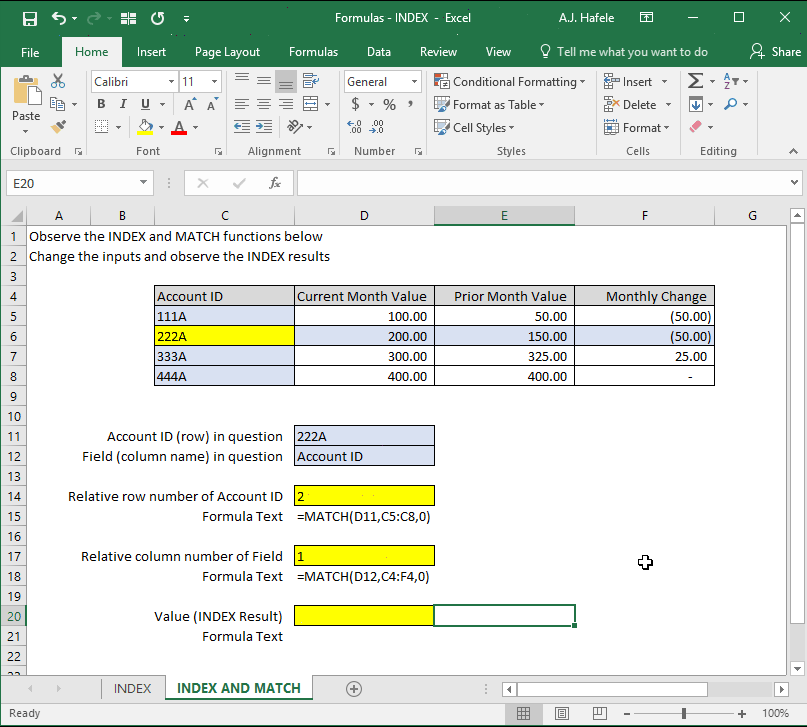 Formulas - INDEX - Excel A.J. Hafele
File Home Insert Page Layout Formulas Data Review View Tell me what you want to do Share
Paste
Calibri 11
B I U A A
A
General
$ % ,
.00 .00
Conditional Formatting
Format as Table
Cell Styles
Insert
Delete
Format
Σ A Z
Clipboard Font Alignment Number Styles Cells Editing
E20 fx
A B C D E F G
1 Observe the INDEX and MATCH functions below
2 Change the inputs and observe the INDEX results
3
4 Account ID Current Month Value Prior Month Value Monthly Change
5 111A 100.00 50.00 (50.00)
6 222A 200.00 150.00 (50.00)
7 333A 300.00 325.00 25.00
8 444A 400.00 400.00 -
9
10
11 Account ID (row) in question 222A
12 Field (column name) in question Account ID
13
14 Relative row number of Account ID 2
15 Formula Text =MATCH(D11,C5:C8,0)
16
17 Relative column number of Field 1
18 Formula Text =MATCH(D12,C4:F4,0)
19
20 Value (INDEX Result)
21 Formula Text
22
23
INDEX INDEX AND MATCH
Ready 100%